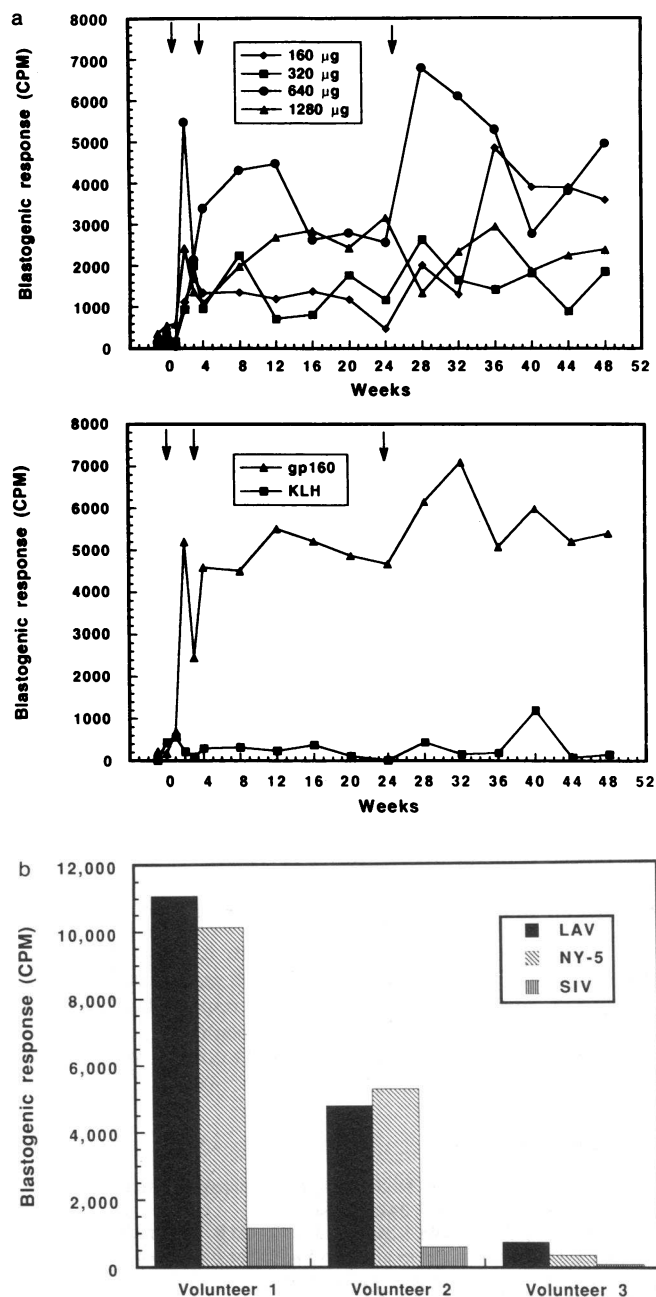 a
Blastogenic response (CPM)
8000
7000
6000
5000
4000
3000
2000
1000
0
160 µg
320 µg
640 µg
1280 µg
0 4 8 12 16 20 24 28 32 36 40 44 48 52
Weeks
Blastogenic response (CPM)
8000
7000
6000
5000
4000
3000
2000
1000
0
gp160
KLH
0 4 8 12 16 20 24 28 32 36 40 44 48 52
Weeks
b
Blastogenic response (CPM)
12,000
10,000
8,000
6,000
4,000
2,000
0
LAV
NY-5
SIV
Volunteer 1 Volunteer 2 Volunteer 3